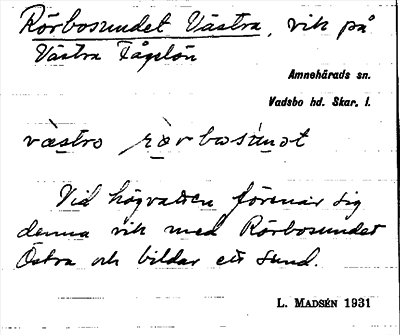 Rörbosundet Västra, vik på
Västra Fågelön
Amnehärads sn.
Vadsbo hd. Skar. l.
västro rörbosúnot
Vid högvatten förenar sig
denna vik med Rörbosundet
Östra och bildar ett sund.
L. MADSÉN 1931